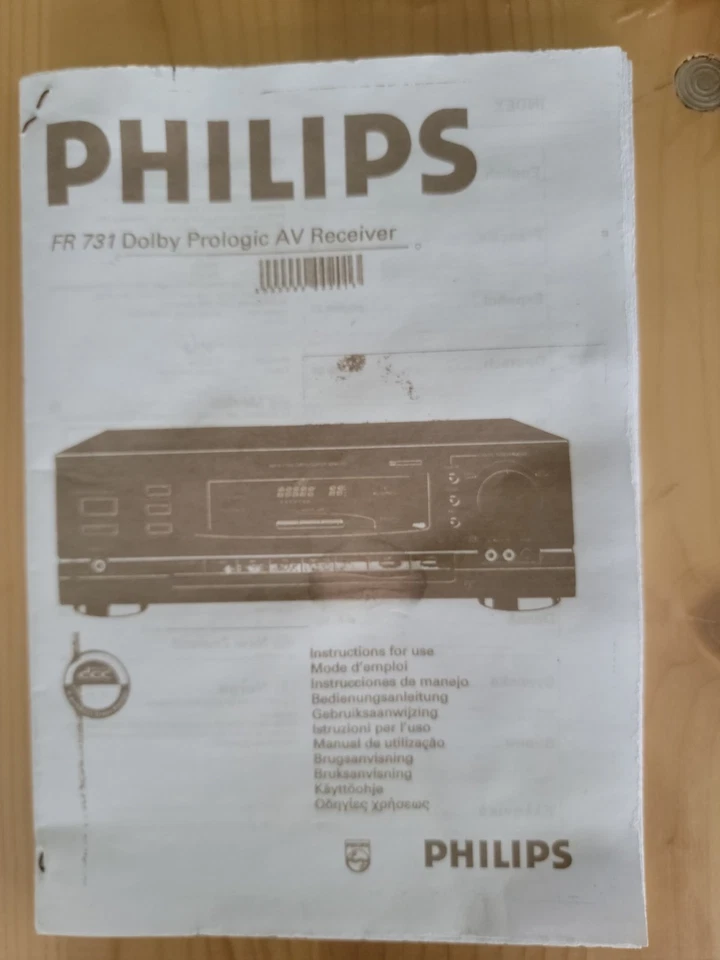 PHILIPS
FR 731 Dolby Prologic AV Receiver
dcc
Instructions for use
Mode d'emploi
Instrucciones de manejo
Bedienungsanleitung
Gebruiksaanwijzing
Istruzioni per l'uso
Manual de utilização
Brugsanvisning
Bruksanvisning
Käyttöohje
Οδηγίες χρήσεως
PHILIPS